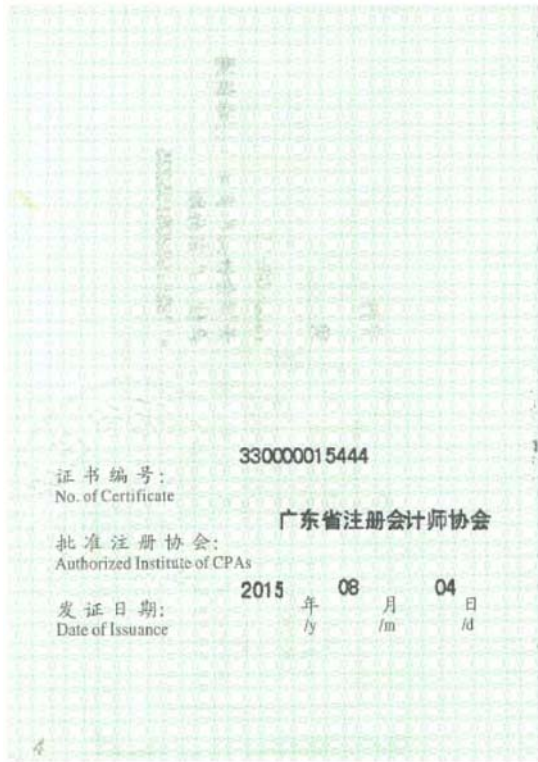 330000015444
证书编号:
No. of Certificate
广东省注册会计师协会
批准注册协会:
Authorized Institute of CPAs
2015 年 08 月 04 日
发证日期:
Date of Issuance /y /m /d